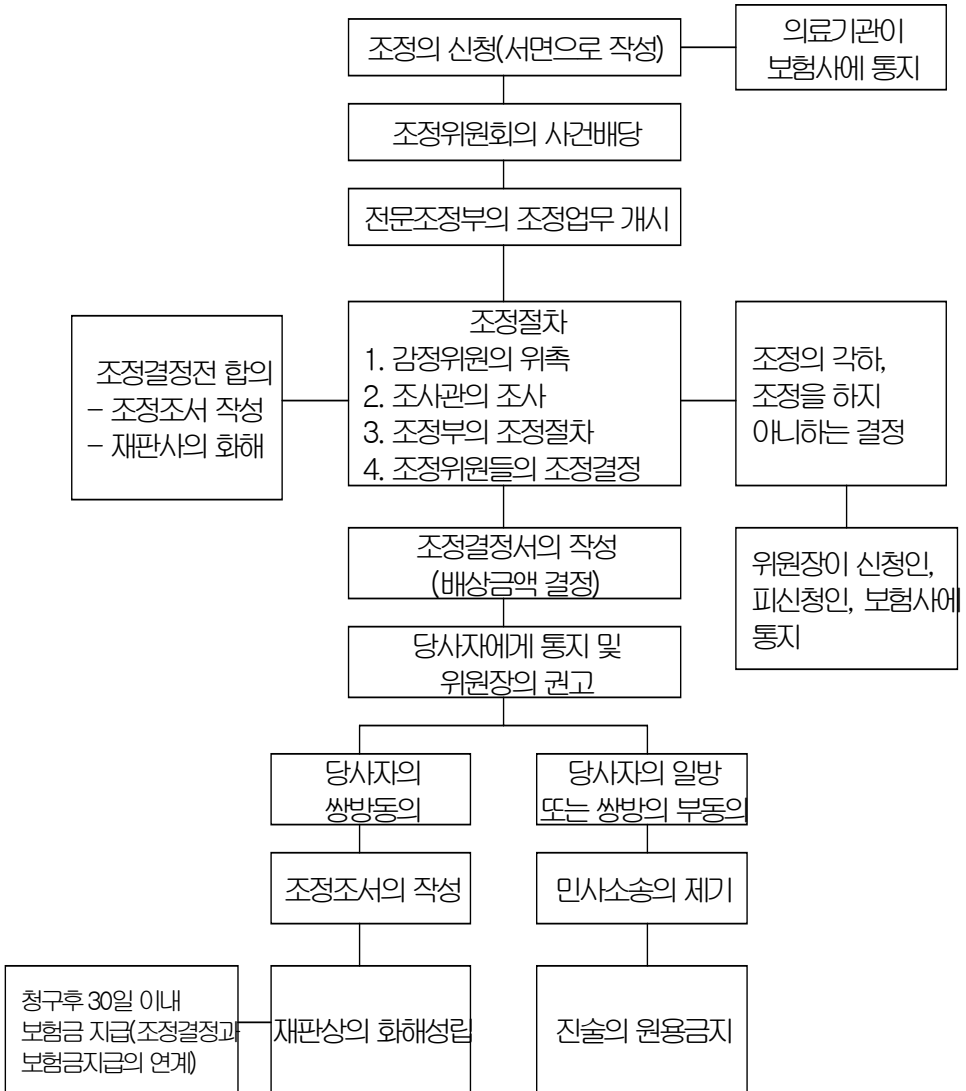 조정의 신청(서면으로 작성)
의료기관이
보험사에 통지
조정위원회의 사건배당
전문조정부의 조정업무 개시
조정결정전 합의
- 조정조서 작성
- 재판사의 화해
조정절차
1. 감정위원의 위촉
2. 조사관의 조사
3. 조정부의 조정절차
4. 조정위원들의 조정결정
조정의 각하,
조정을 하지
아니하는 결정
조정결정서의 작성
(배상금액 결정)
위원장이 신청인,
피신청인, 보험사에
통지
당사자에게 통지 및
위원장의 권고
당사자의
쌍방동의
당사자의 일방
또는 쌍방의 부동의
조정조서의 작성
민사소송의 제기
청구후 30일 이내
보험금 지급(조정결정과
보험금지급의 연계)
재판상의 화해성립
진술의 원용금지